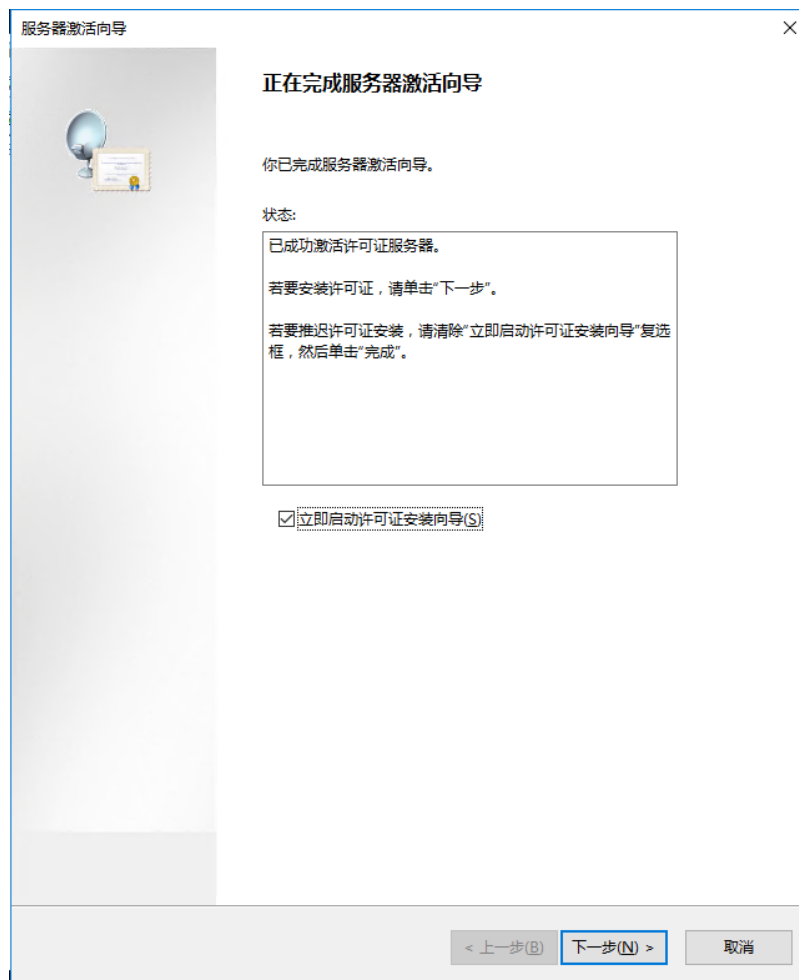 服务器激活向导
正在完成服务器激活向导
你已完成服务器激活向导。
状态:
已成功激活许可证服务器。
若要安装许可证，请单击“下一步”。
若要推迟许可证安装，请清除“立即启动许可证安装向导”复选
框，然后单击“完成”。
立即启动许可证安装向导(S)
< 上一步(B) 下一步(N) > 取消